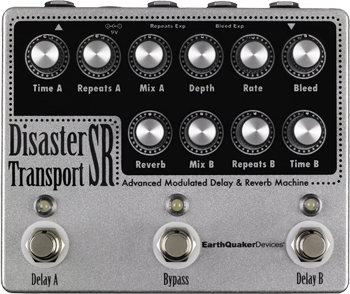 9V Repeats Exp Bleed Exp
Time A Repeats A Mix A Depth Rate Bleed
Reverb Mix B Repeats B Time B
Disaster
Transport SR
Advanced Modulated Delay & Reverb Machine
EarthQuakerDevices
Delay A Bypass Delay B